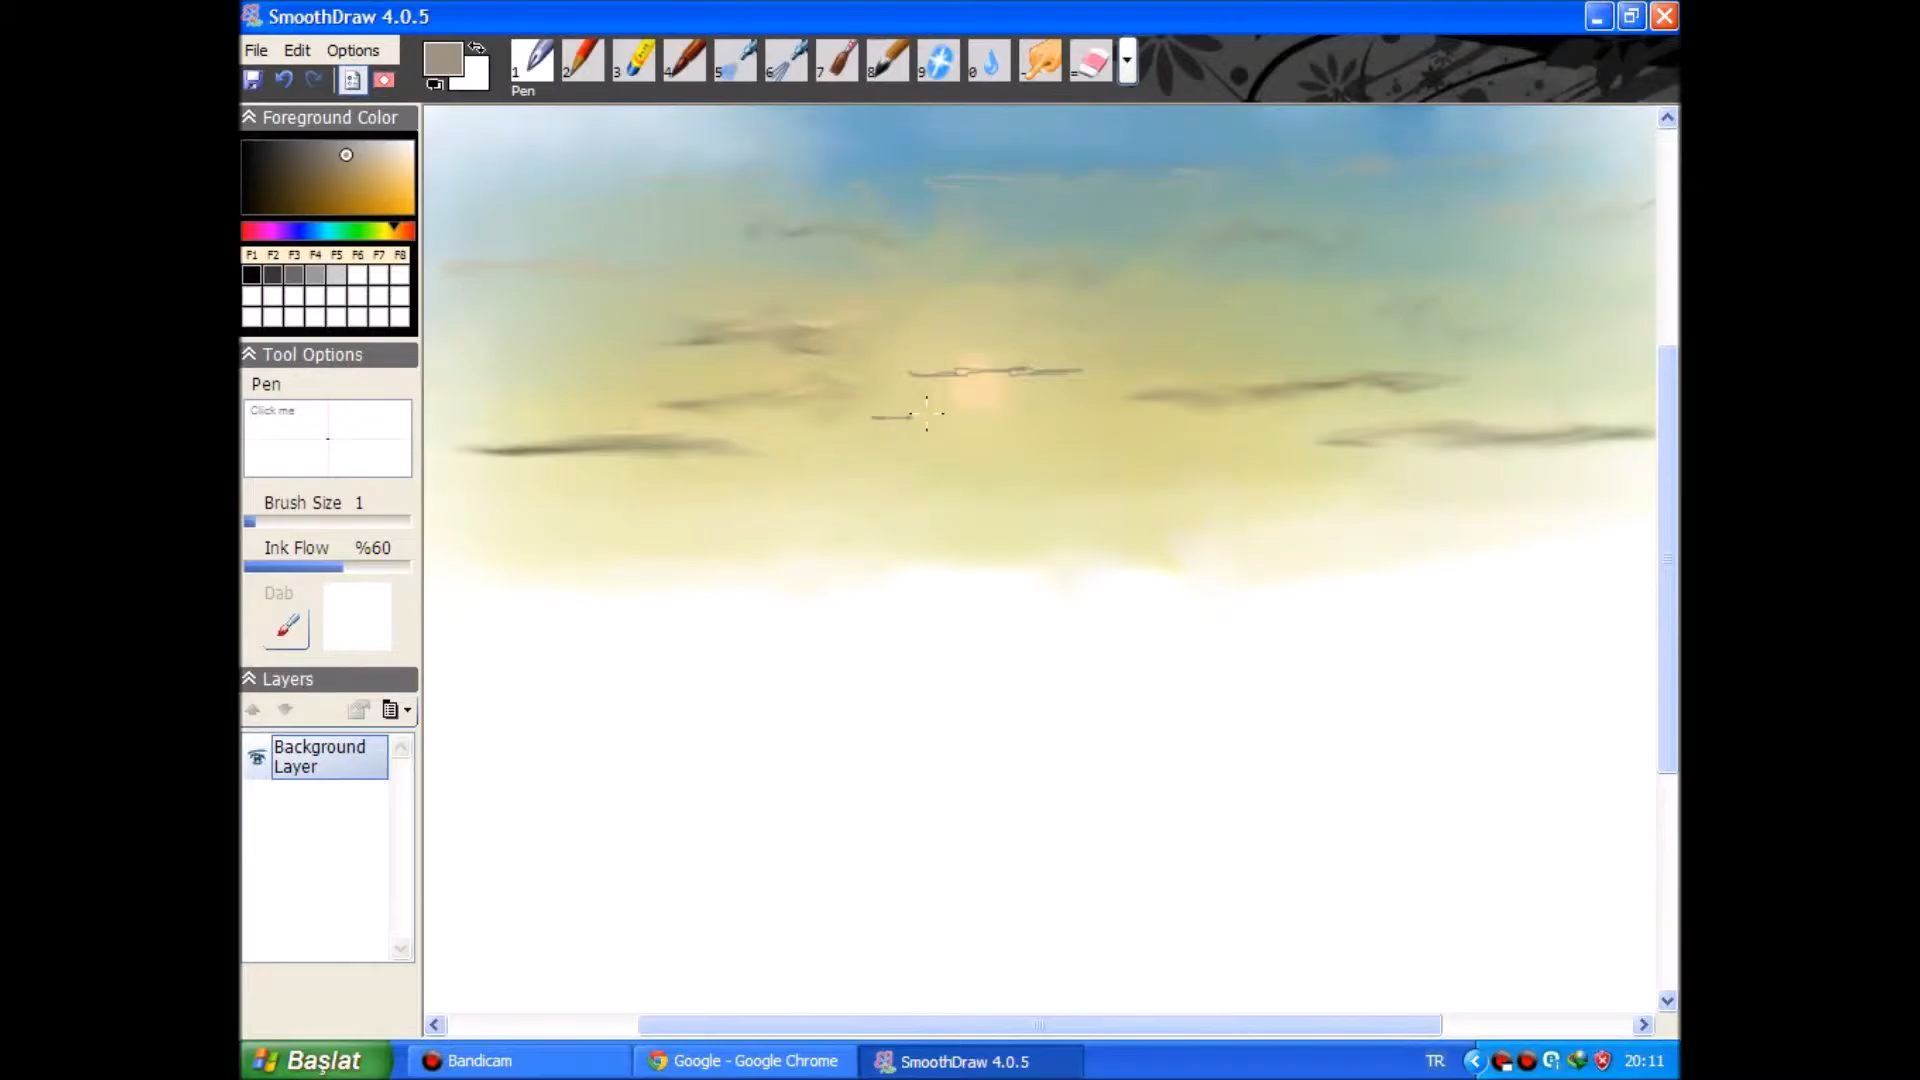 SmoothDraw 4.0.5
File Edit Options
1 2 3 4 5 6 7 8 9 0 - =
Pen
Foreground Color
F1 F2 F3 F4 F5 F6 F7 F8
Tool Options
Pen
Click me
Brush Size 1
Ink Flow %60
Dab
Layers
Background
Layer
Başlat
Bandicam
Google - Google Chrome
SmoothDraw 4.0.5
TR
20:11